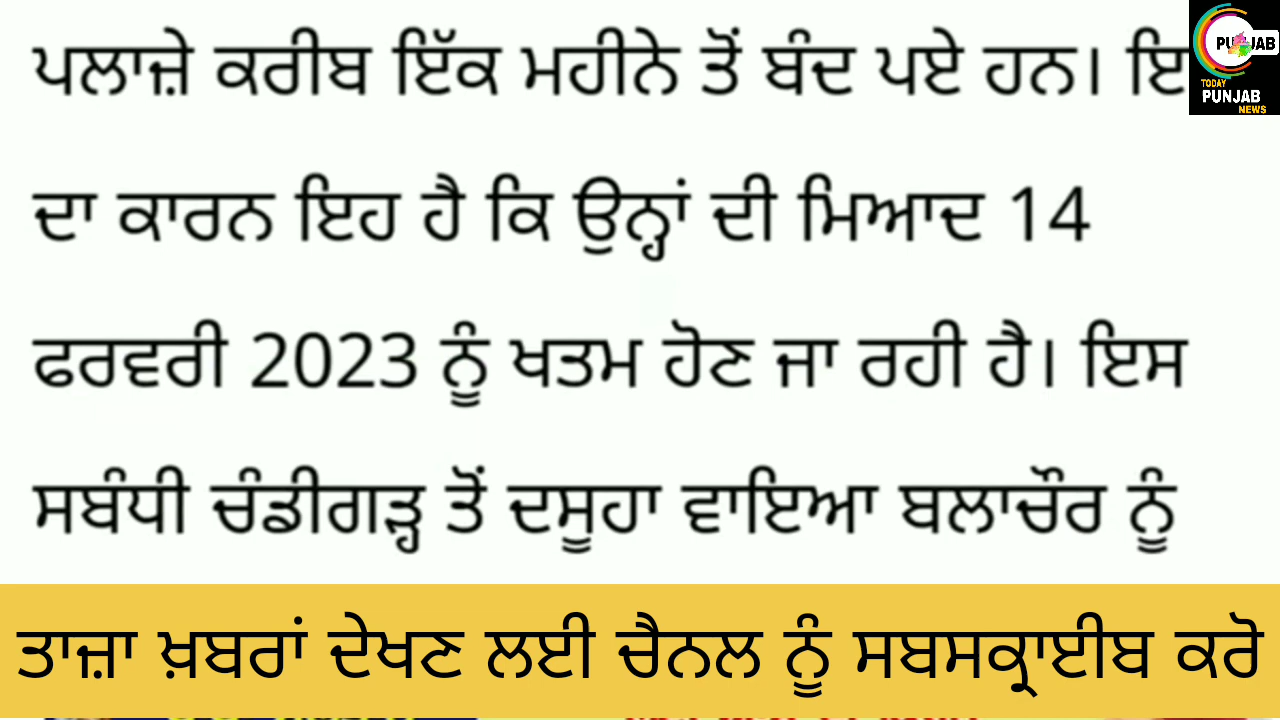 ਪਲਾਜ਼ੇ ਕਰੀਬ ਇੱਕ ਮਹੀਨੇ ਤੋਂ ਬੰਦ ਪਏ ਹਨ। ਇ
PUNJAB
TODAY
PUNJAB
NEWS
ਦਾ ਕਾਰਨ ਇਹ ਹੈ ਕਿ ਉਨ੍ਹਾਂ ਦੀ ਮਿਆਦ 14
ਫਰਵਰੀ 2023 ਨੂੰ ਖਤਮ ਹੋਣ ਜਾ ਰਹੀ ਹੈ। ਇਸ
ਸਬੰਧੀ ਚੰਡੀਗੜ੍ਹ ਤੋਂ ਦਸੂਹਾ ਵਾਇਆ ਬਲਾਚੌਰ ਨੂੰ
ਤਾਜ਼ਾ ਖ਼ਬਰਾਂ ਦੇਖਣ ਲਈ ਚੈਨਲ ਨੂੰ ਸਬਸਕ੍ਰਾਈਬ ਕਰੋ